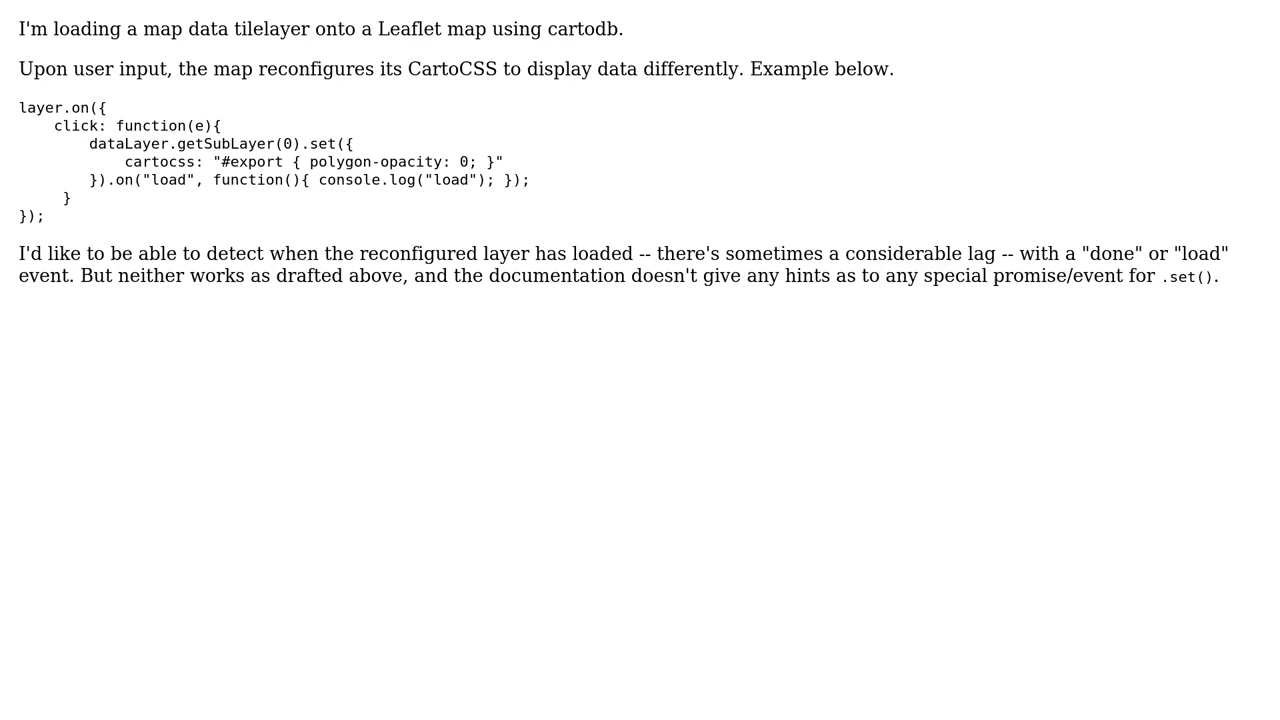 I'm loading a map data tilelayer onto a Leaflet map using cartodb.
Upon user input, the map reconfigures its CartoCSS to display data differently. Example below.
layer.on({
    click: function(e){
        dataLayer.getSubLayer(0).set({
            cartocss: "#export { polygon-opacity: 0; }"
        }).on("load", function(){ console.log("load"); });
     }
});
I'd like to be able to detect when the reconfigured layer has loaded -- there's sometimes a considerable lag -- with a "done" or "load"
event. But neither works as drafted above, and the documentation doesn't give any hints as to any special promise/event for .set().